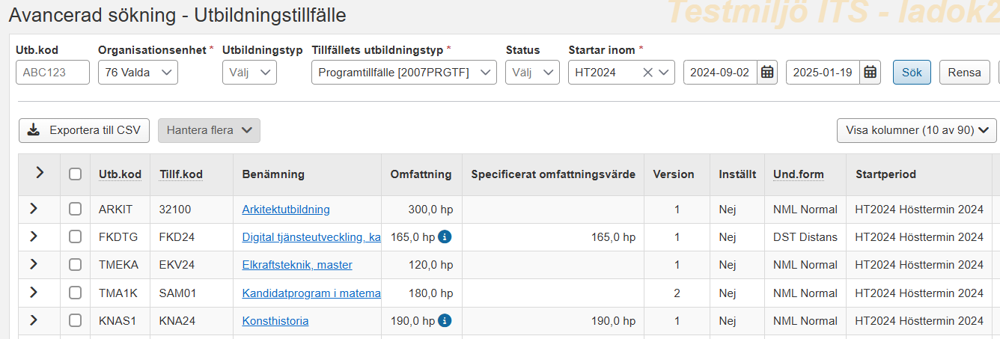 Avancerad sökning - Utbildningstillfälle
Testmiljö ITS - ladok2
Utb.kod Organisationsenhet * Utbildningstyp Tillfällets utbildningstyp * Status Startar inom *
ABC123 76 Valda Välj Programtillfälle [2007PRGTF] Välj HT2024 2024-09-02 2025-01-19 Sök Rensa
Exportera till CSV Hantera flera Visa kolumner (10 av 90)
Utb.kod Tillf.kod Benämning Omfattning Specificerat omfattningsvärde Version Inställt Und.form Startperiod
ARKIT 32100 Arkitektutbildning 300,0 hp 1 Nej NML Normal HT2024 Hösttermin 2024
FKDTG FKD24 Digital tjänsteutveckling, ka 165,0 hp 165,0 hp 1 Nej DST Distans HT2024 Hösttermin 2024
TMEKA EKV24 Elkraftsteknik, master 120,0 hp 1 Nej NML Normal HT2024 Hösttermin 2024
TMA1K SAM01 Kandidatprogram i matema 180,0 hp 2 Nej NML Normal HT2024 Hösttermin 2024
KNAS1 KNA24 Konsthistoria 190,0 hp 190,0 hp 1 Nej NML Normal HT2024 Hösttermin 2024